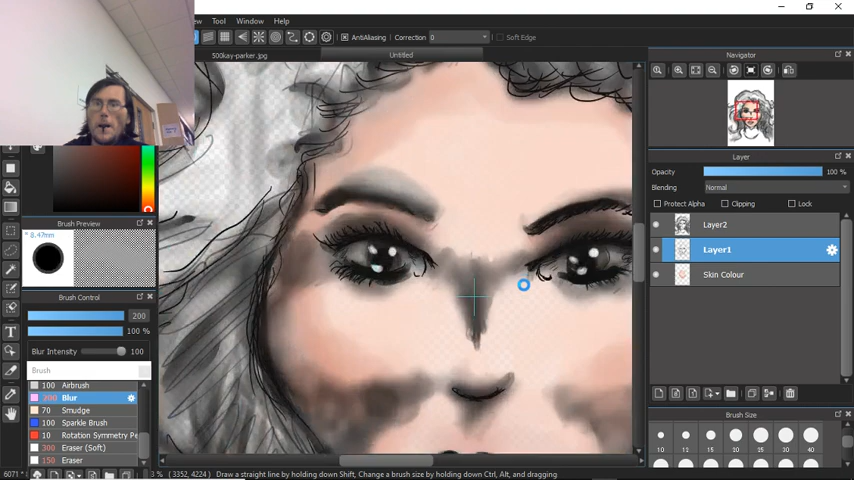 ew Tool Window Help
AntiAliasing Correction 0 Soft Edge
500kay-parker.jpg Untitled
Navigator
Layer
Opacity 100 %
Blending Normal
Protect Alpha Clipping Lock
Layer2
Layer1
Skin Colour
Brush Preview
* 8.47mm
Brush Control
200
100 %
Blur Intensity 100
Brush
100 Airbrush
200 Blur
70 Smudge
100 Sparkle Brush
10 Rotation Symmetry Pe
300 Eraser (Soft)
150 Eraser
Brush Size
10 12 15 20 25 30 40
3 % ( 3352, 4224 ) Draw a straight line by holding down Shift, Change a brush size by holding down Ctrl, Alt, and dragging